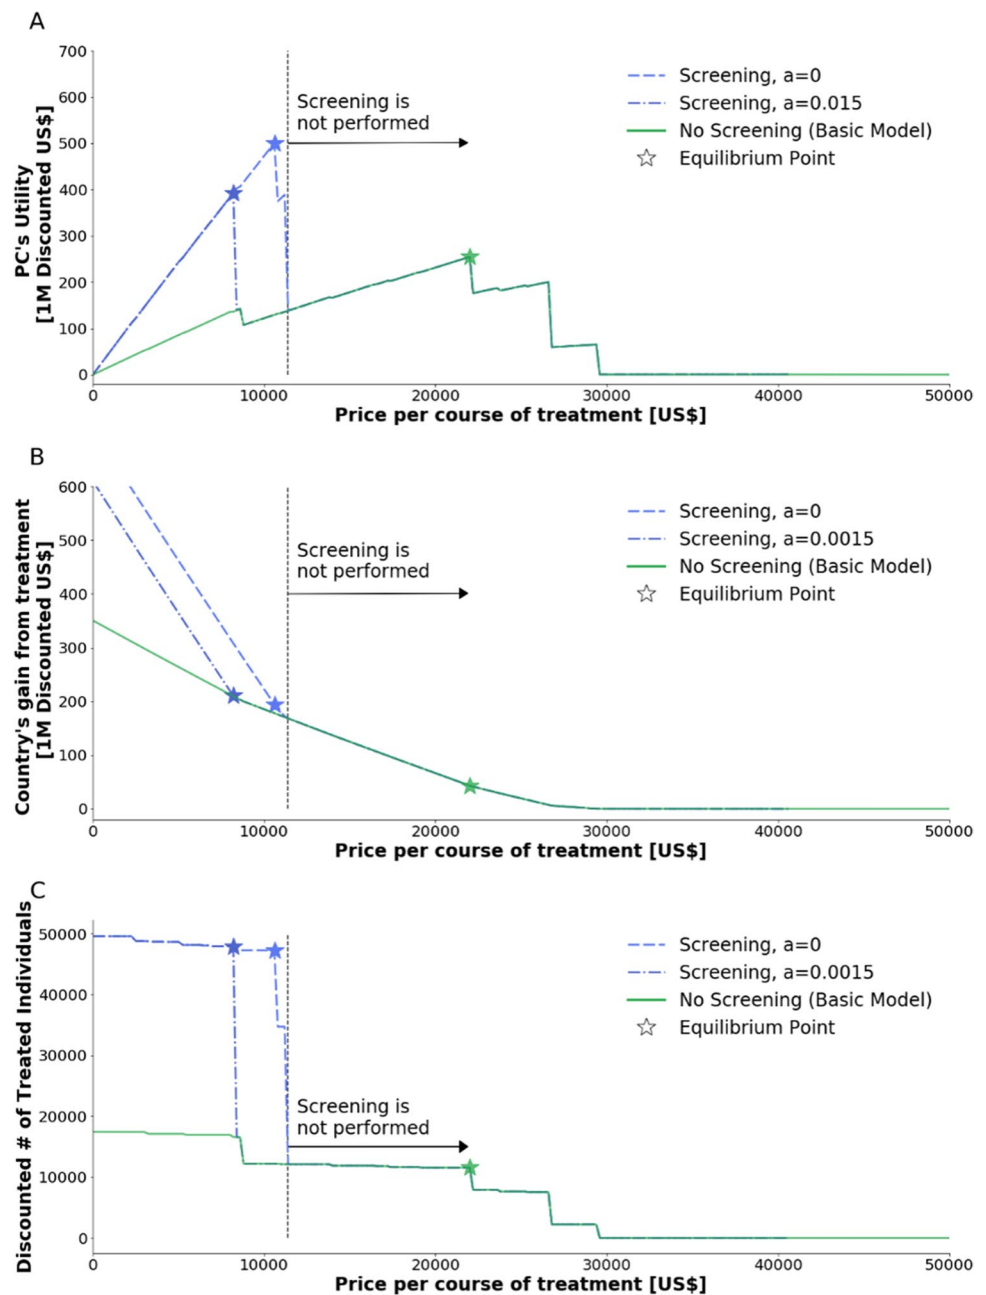 A
PC's Utility
[1M Discounted US$]
700
600
500
400
300
200
100
0
Screening is
not performed
Screening, a=0
Screening, a=0.015
No Screening (Basic Model)
Equilibrium Point
0 10000 20000 30000 40000 50000
Price per course of treatment [US$]
B
Country's gain from treatment
[1M Discounted US$]
600
500
400
300
200
100
0
Screening is
not performed
Screening, a=0
Screening, a=0.0015
No Screening (Basic Model)
Equilibrium Point
0 10000 20000 30000 40000 50000
Price per course of treatment [US$]
C
Discounted # of Treated Individuals
50000
40000
30000
20000
10000
0
Screening is
not performed
Screening, a=0
Screening, a=0.0015
No Screening (Basic Model)
Equilibrium Point
0 10000 20000 30000 40000 50000
Price per course of treatment [US$]